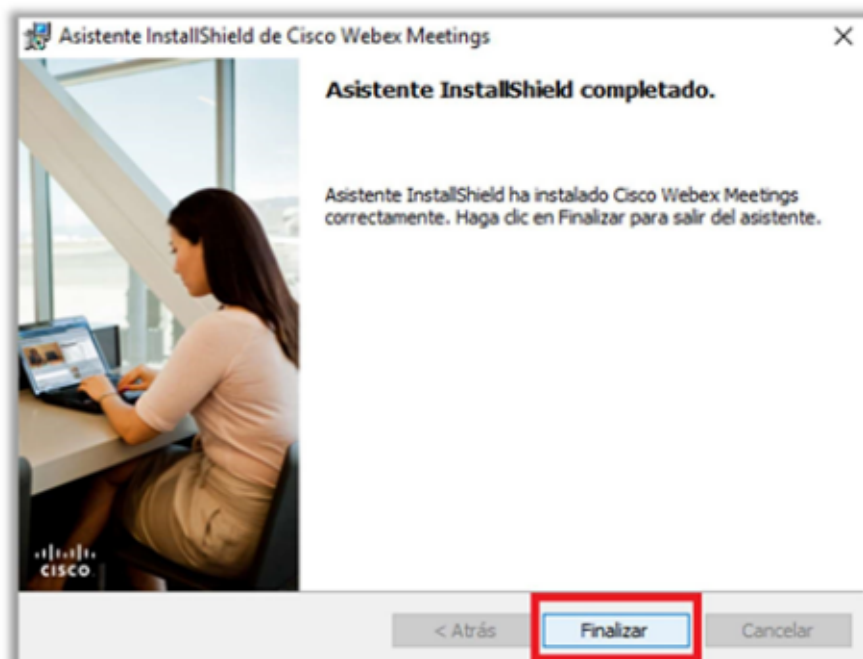 Asistente InstallShield de Cisco Webex Meetings
Asistente InstallShield completado.
Asistente InstallShield ha instalado Cisco Webex Meetings
correctamente. Haga clic en Finalizar para salir del asistente.
CISCO
< Atrás
Finalizar
Cancelar